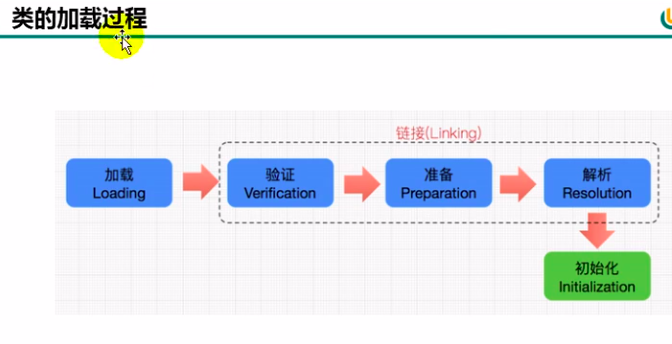 类的加载过程
链接(Linking)
加载
Loading
验证
Verification
准备
Preparation
解析
Resolution
初始化
Initialization